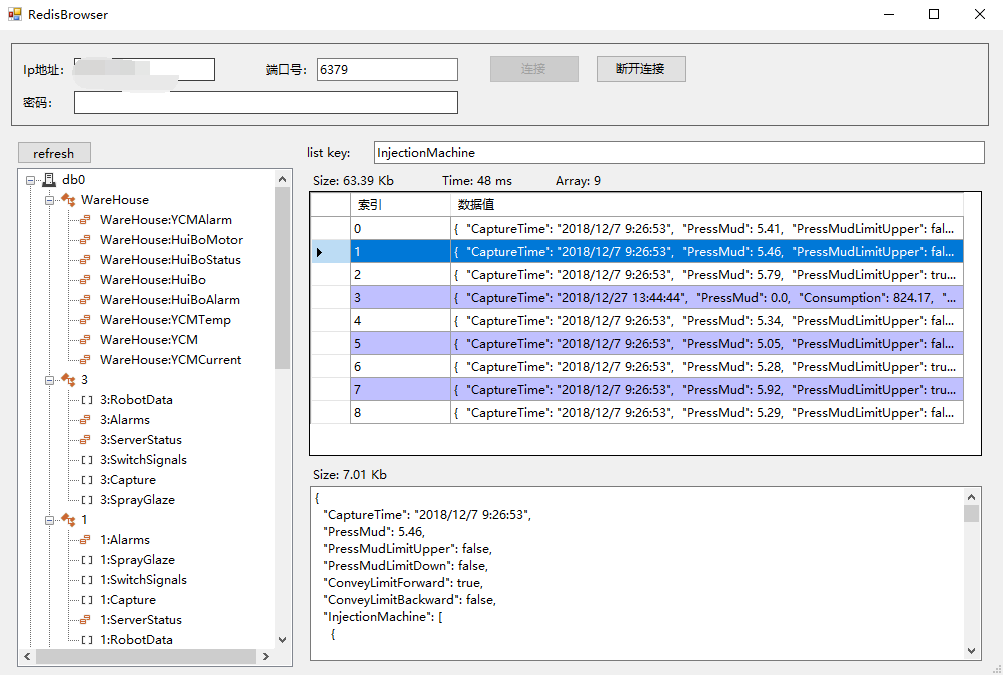 RedisBrowser
Ip地址: 端口号: 6379 连接 断开连接
密码:
refresh
db0
WareHouse
WareHouse:YCMAlarm
WareHouse:HuiBoMotor
WareHouse:HuiBoStatus
WareHouse:HuiBo
WareHouse:HuiBoAlarm
WareHouse:YCMTemp
WareHouse:YCM
WareHouse:YCMCurrent
3
3:RobotData
3:Alarms
3:ServerStatus
3:SwitchSignals
3:Capture
3:SprayGlaze
1
1:Alarms
1:SprayGlaze
1:SwitchSignals
1:Capture
1:ServerStatus
1:RobotData
list key: InjectionMachine
Size: 63.39 Kb Time: 48 ms Array: 9
索引 数据值
0 { "CaptureTime": "2018/12/7 9:26:53", "PressMud": 5.41, "PressMudLimitUpper": fal...
1 { "CaptureTime": "2018/12/7 9:26:53", "PressMud": 5.46, "PressMudLimitUpper": fal...
2 { "CaptureTime": "2018/12/7 9:26:53", "PressMud": 5.79, "PressMudLimitUpper": tru...
3 { "CaptureTime": "2018/12/27 13:44:44", "PressMud": 0.0, "Consumption": 824.17, "...
4 { "CaptureTime": "2018/12/7 9:26:53", "PressMud": 5.34, "PressMudLimitUpper": fal...
5 { "CaptureTime": "2018/12/7 9:26:53", "PressMud": 5.05, "PressMudLimitUpper": fal...
6 { "CaptureTime": "2018/12/7 9:26:53", "PressMud": 5.28, "PressMudLimitUpper": tru...
7 { "CaptureTime": "2018/12/7 9:26:53", "PressMud": 5.92, "PressMudLimitUpper": tru...
8 { "CaptureTime": "2018/12/7 9:26:53", "PressMud": 5.29, "PressMudLimitUpper": fal...
Size: 7.01 Kb
{
"CaptureTime": "2018/12/7 9:26:53",
"PressMud": 5.46,
"PressMudLimitUpper": false,
"PressMudLimitDown": false,
"ConveyLimitForward": true,
"ConveyLimitBackward": false,
"InjectionMachine": [
{